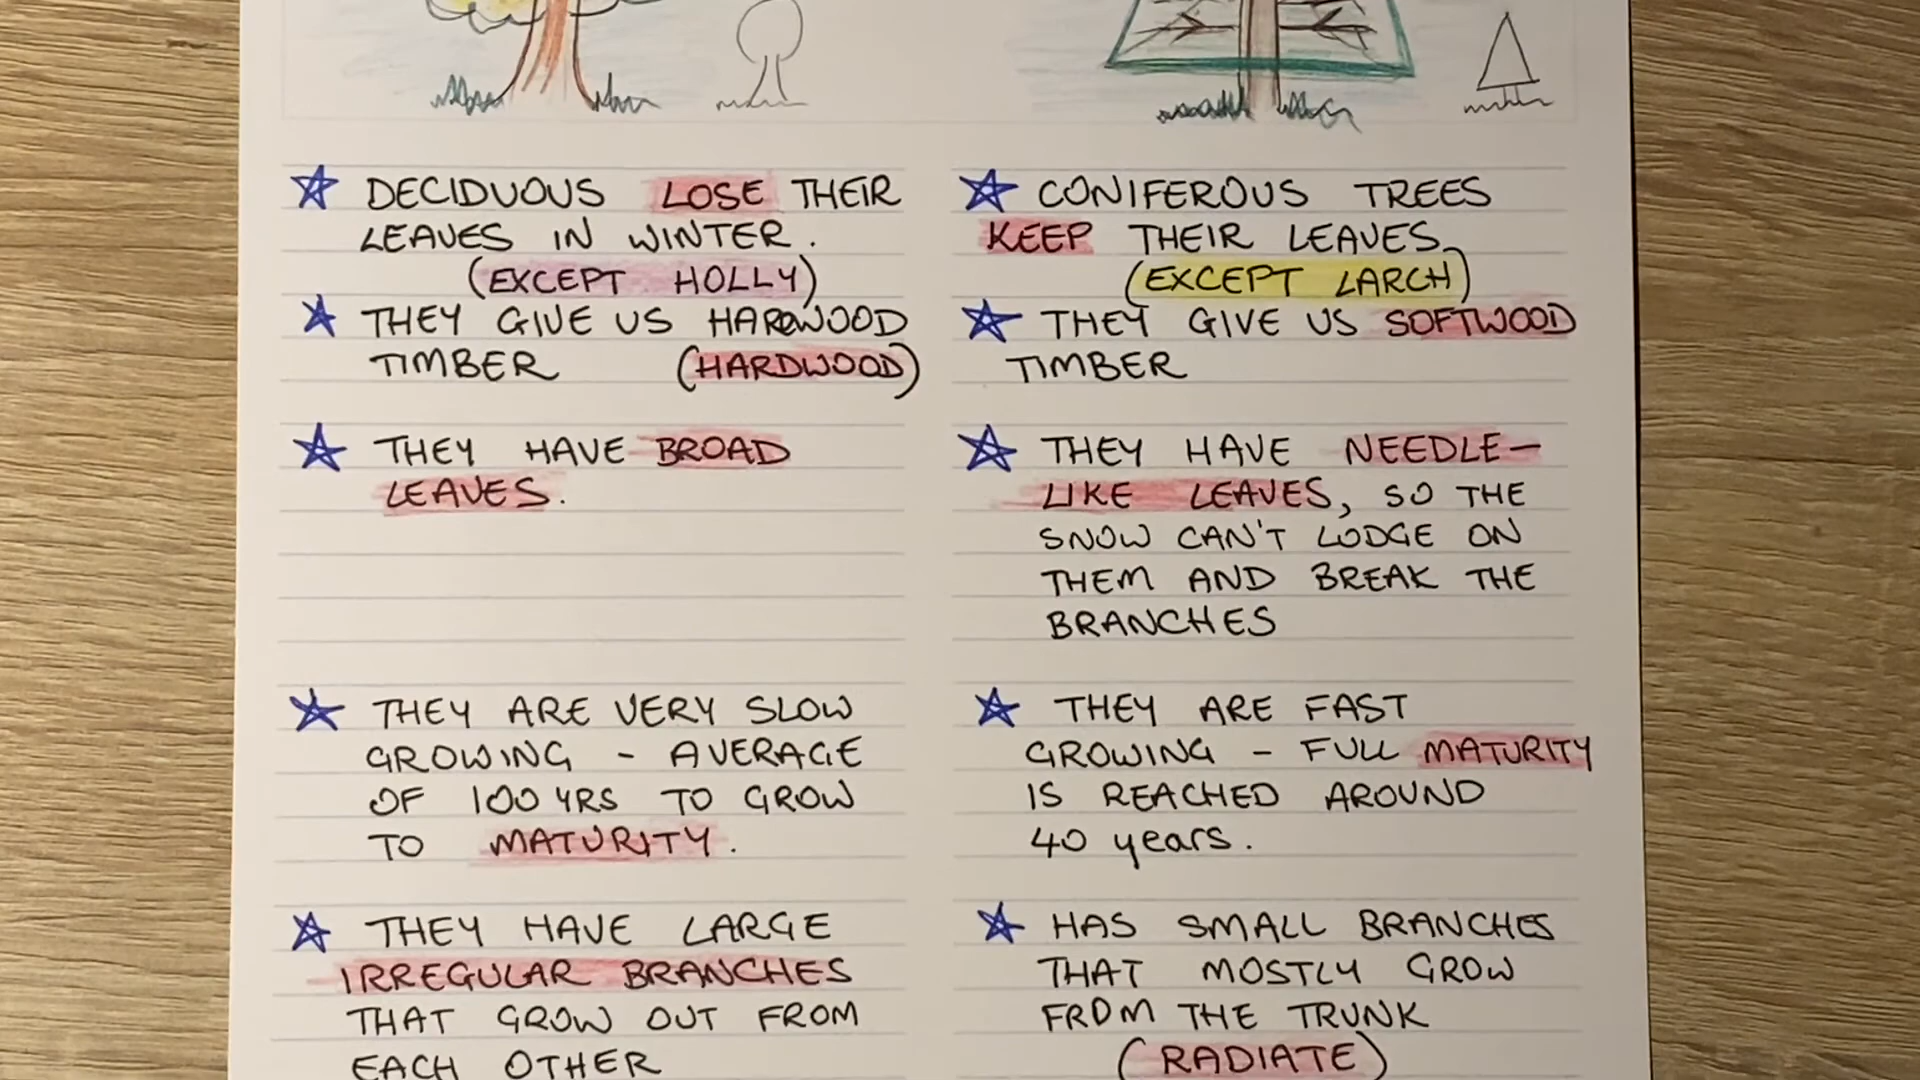 DECIDUOUS LOSE THEIR
LEAVES IN WINTER.
(EXCEPT HOLLY)
THEY GIVE US HARDWOOD
TIMBER (HARDWOOD)
THEY HAVE BROAD
LEAVES.
THEY ARE VERY SLOW
GROWING - AVERAGE
OF 100 YRS TO GROW
TO MATURITY.
THEY HAVE LARGE
IRREGULAR BRANCHES
THAT GROW OUT FROM
EACH OTHER
CONIFEROUS TREES
KEEP THEIR LEAVES
(EXCEPT LARCH)
THEY GIVE US SOFTWOOD
TIMBER
THEY HAVE NEEDLE-
LIKE LEAVES, SO THE
SNOW CAN'T LODGE ON
THEM AND BREAK THE
BRANCHES
THEY ARE FAST
GROWING - FULL MATURITY
IS REACHED AROUND
40 years.
HAS SMALL BRANCHES
THAT MOSTLY GROW
FROM THE TRUNK
(RADIATE)